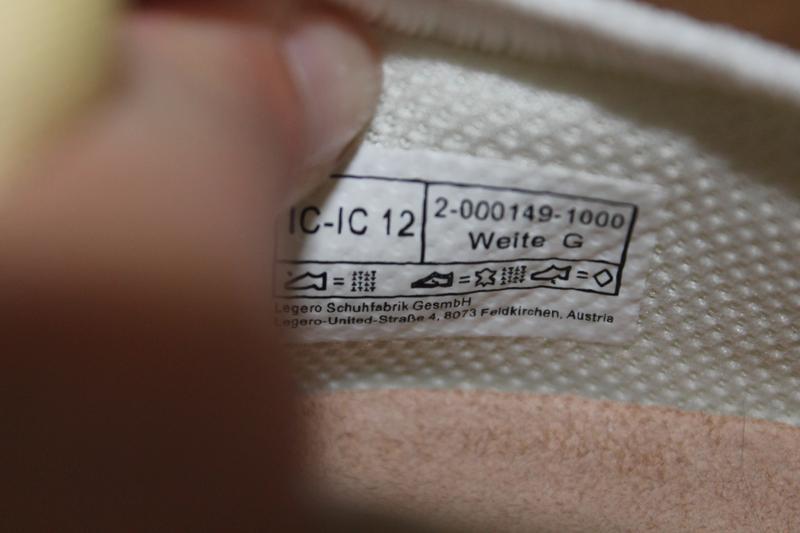 IC-IC 12
2-000149-1000
Weite G
= =  =
Legero Schuhfabrik GesmbH
Legero-United-Straße 4, 8073 Feldkirchen, Austria